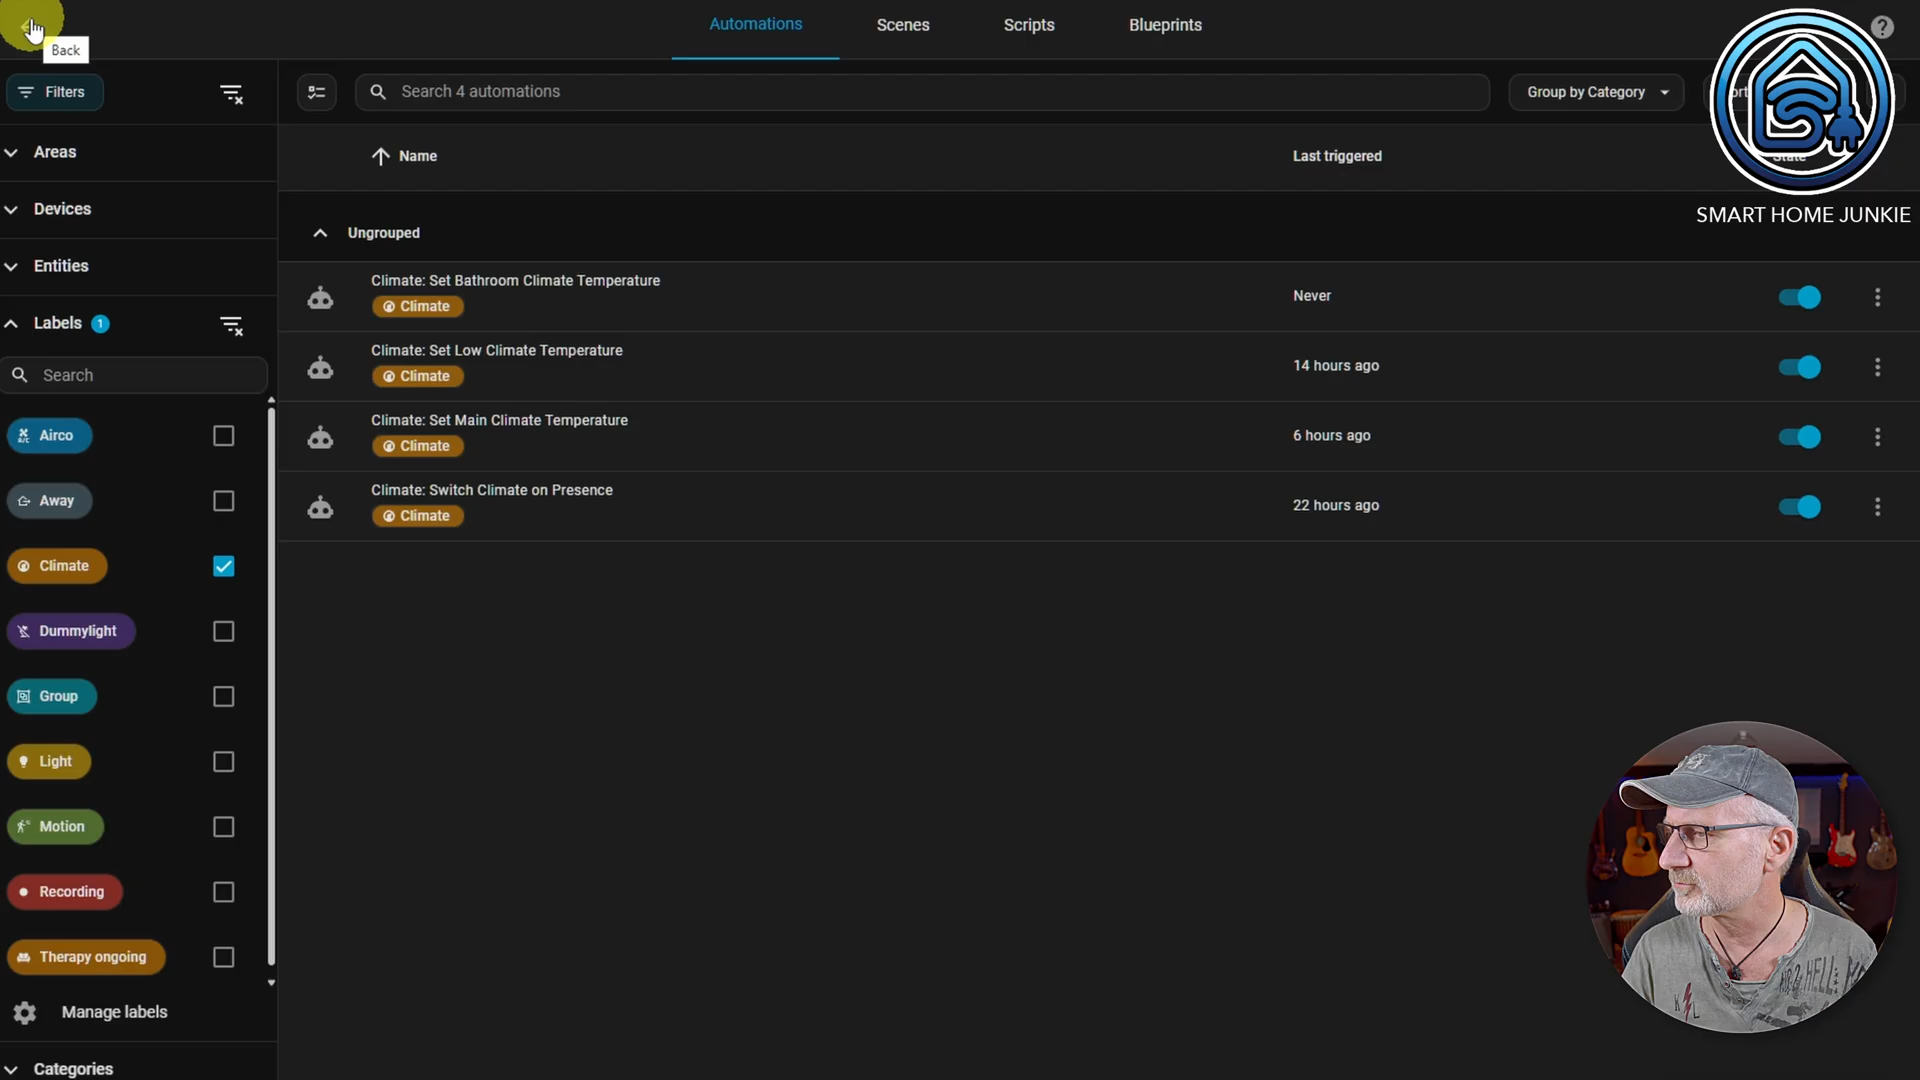 Automations
Scenes
Scripts
Blueprints
?
Back
Filters
Search 4 automations
Group by Category
Areas
Name
Last triggered
State
SMART HOME JUNKIE
Devices
Ungrouped
Entities
Climate: Set Bathroom Climate Temperature
Climate
Never
Labels 1
Climate: Set Low Climate Temperature
Climate
14 hours ago
Search
Climate: Set Main Climate Temperature
Climate
6 hours ago
Airco
Climate: Switch Climate on Presence
Climate
22 hours ago
Away
Climate
Dummylight
Group
Light
Motion
Recording
Therapy ongoing
Manage labels
Categories